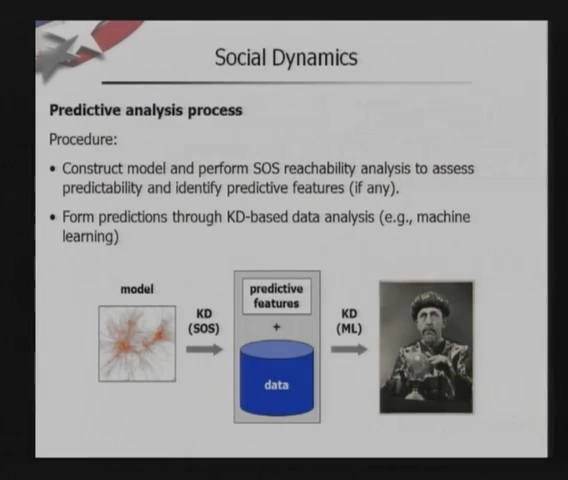 Social Dynamics
Predictive analysis process
Procedure:
• Construct model and perform SOS reachability analysis to assess
predictability and identify predictive features (if any).
• Form predictions through KD-based data analysis (e.g., machine
learning)
model
KD
(SOS)
predictive
features
+
data
KD
(ML)